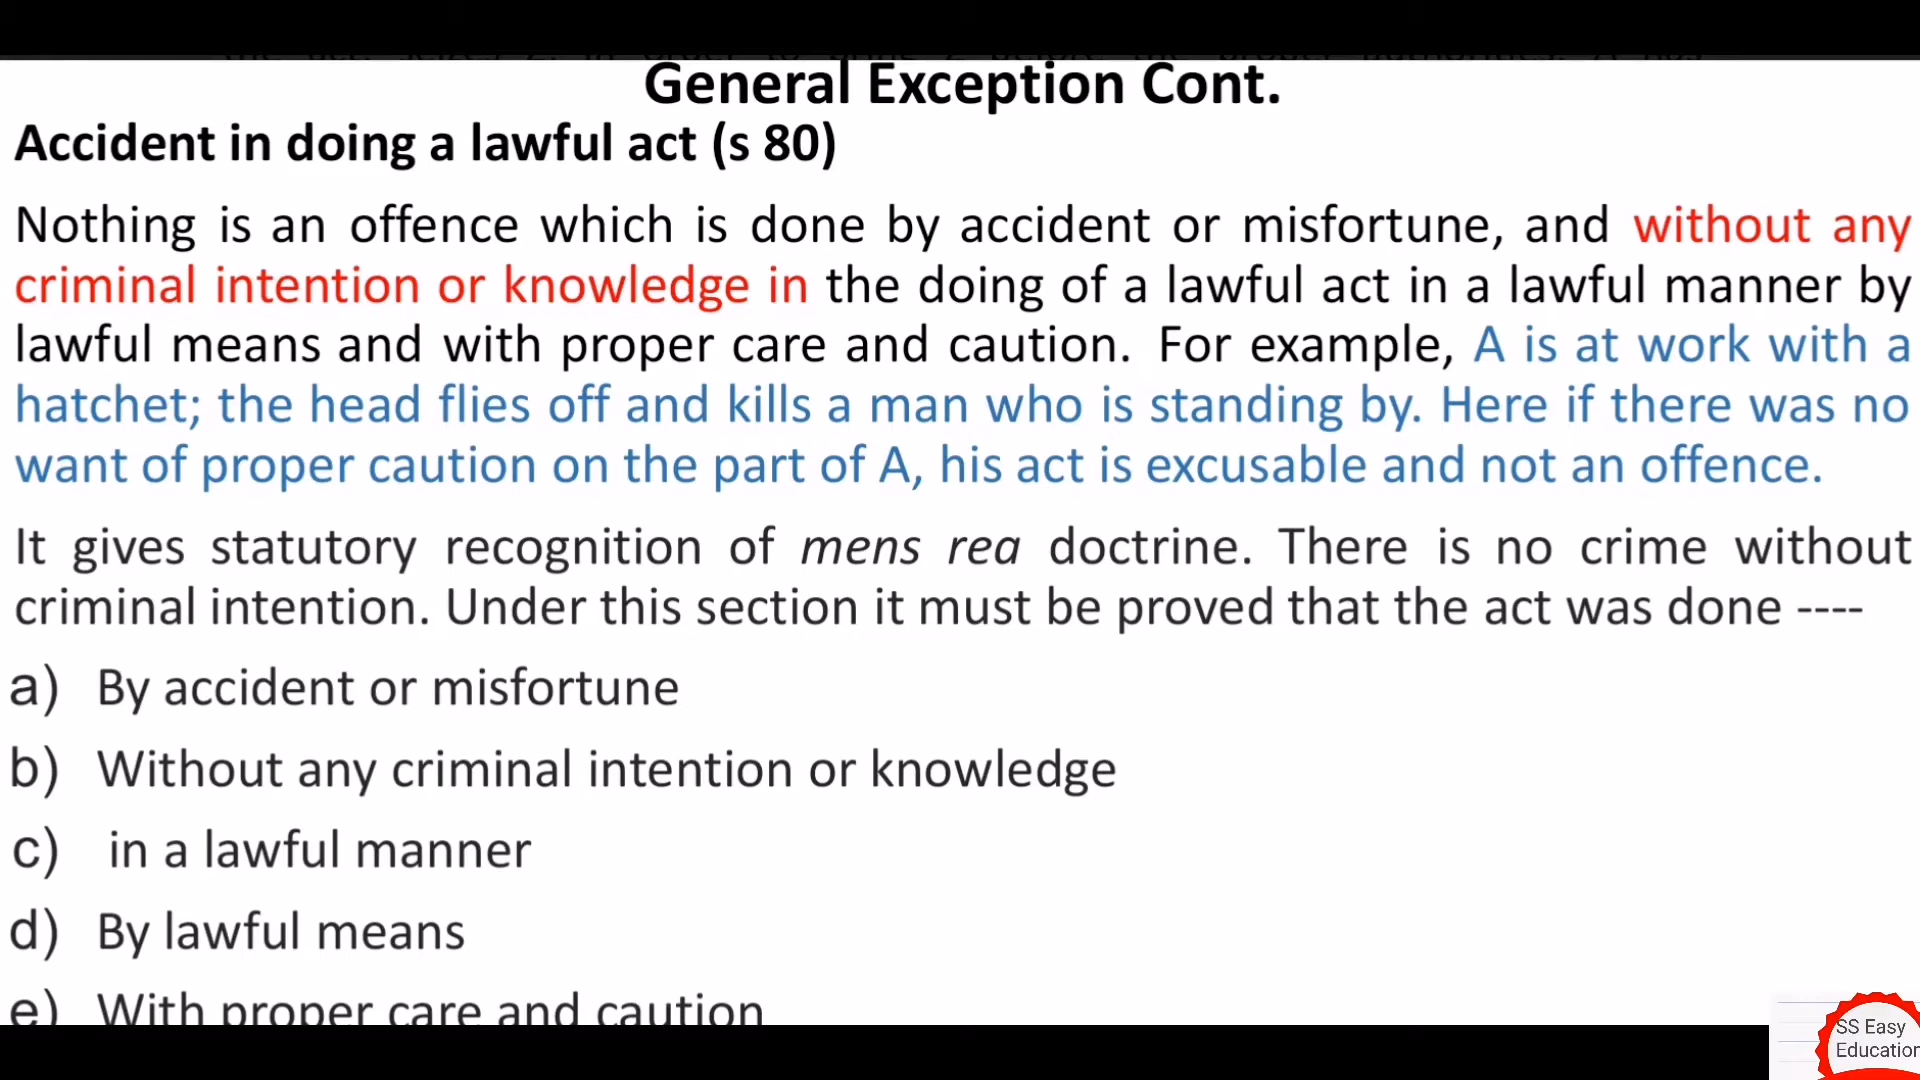 General Exception Cont.
Accident in doing a lawful act (s 80)
Nothing is an offence which is done by accident or misfortune, and without any
criminal intention or knowledge in the doing of a lawful act in a lawful manner by
lawful means and with proper care and caution. For example, A is at work with a
hatchet; the head flies off and kills a man who is standing by. Here if there was no
want of proper caution on the part of A, his act is excusable and not an offence.
It gives statutory recognition of mens rea doctrine. There is no crime without
criminal intention. Under this section it must be proved that the act was done ----
a) By accident or misfortune
b) Without any criminal intention or knowledge
c) in a lawful manner
d) By lawful means
e) With proper care and caution
SS Easy
Education